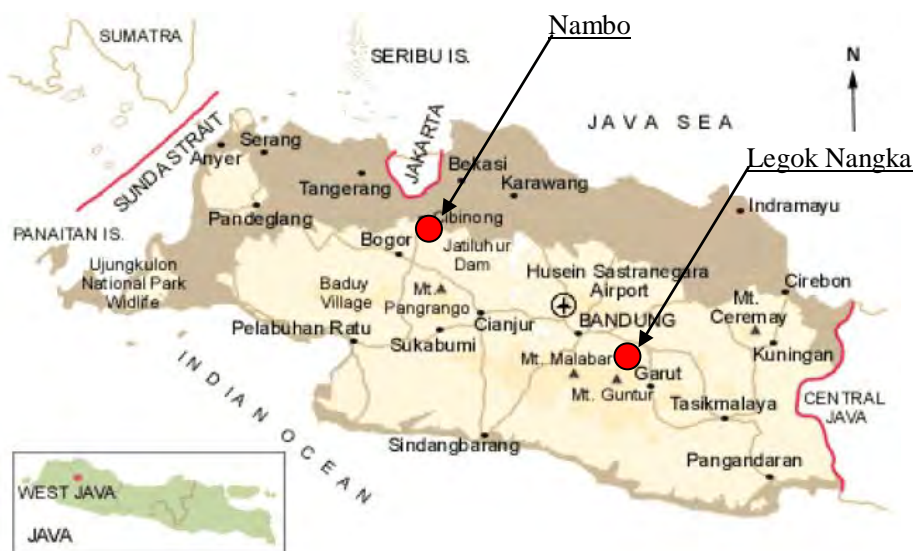 Nambo
SUMATRA
SERIBU IS.
N
JAVA SEA
Legok Nangka
SUNDA STRAIT
JAKARTA
Serang
Anyer
Bekasi
Tangerang
Karawang
Pandeglang
Cibinong
Indramayu
PANAITAN IS.
Bogor
Jatiluhur
Dam
Ujungkulon
National Park
Widlife
Baduy
Village
Mt.
Pangrango
Husein Sastranegara
Airport
Cirebon
Mt.
Ceremay
Pelabuhan Ratu
Cianjur
BANDUNG
Sukabumi
Kuningan
Mt. Malabar
Garut
Mt. Guntur
CENTRAL
JAVA
Tasikmalaya
INDIAN OCEAN
Sindangbarang
Pangandaran
WEST JAVA
JAVA